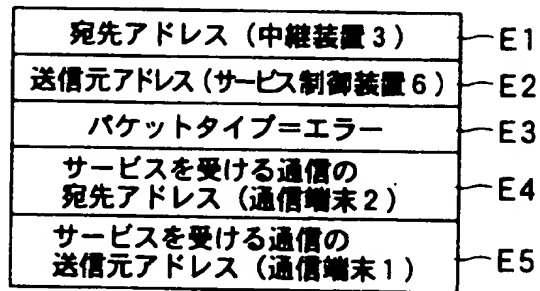 宛先アドレス（中継装置3） E1
送信元アドレス（サービス制御装置6） E2
パケットタイプ＝エラー E3
サービスを受ける通信の
宛先アドレス（通信端末2） E4
サービスを受ける通信の
送信元アドレス（通信端末1） E5